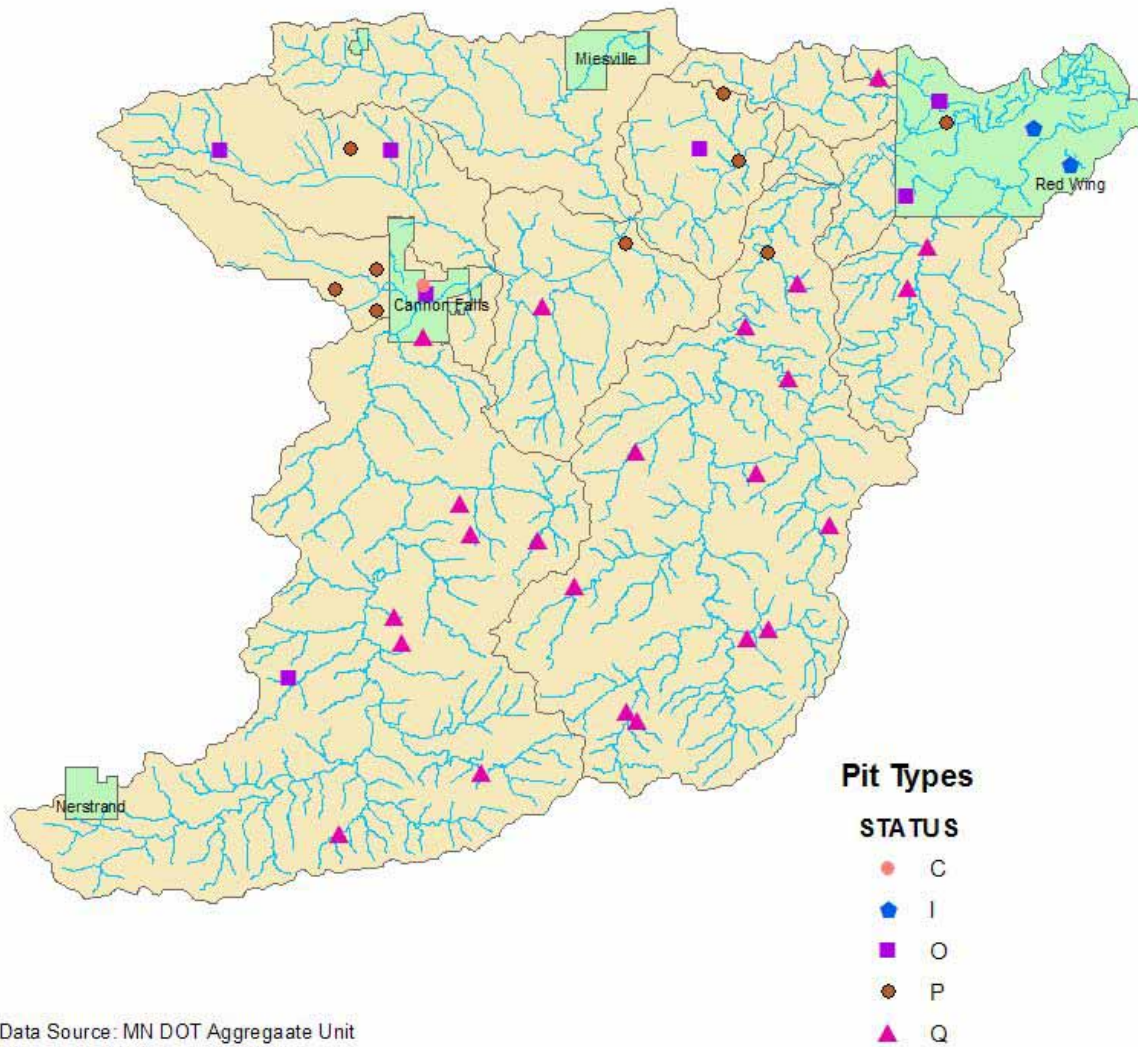 Miesville
Red Wing
Cannon Falls
Nerstrand
Pit Types
STATUS
C
I
O
P
Q
Data Source: MN DOT Aggregaate Unit